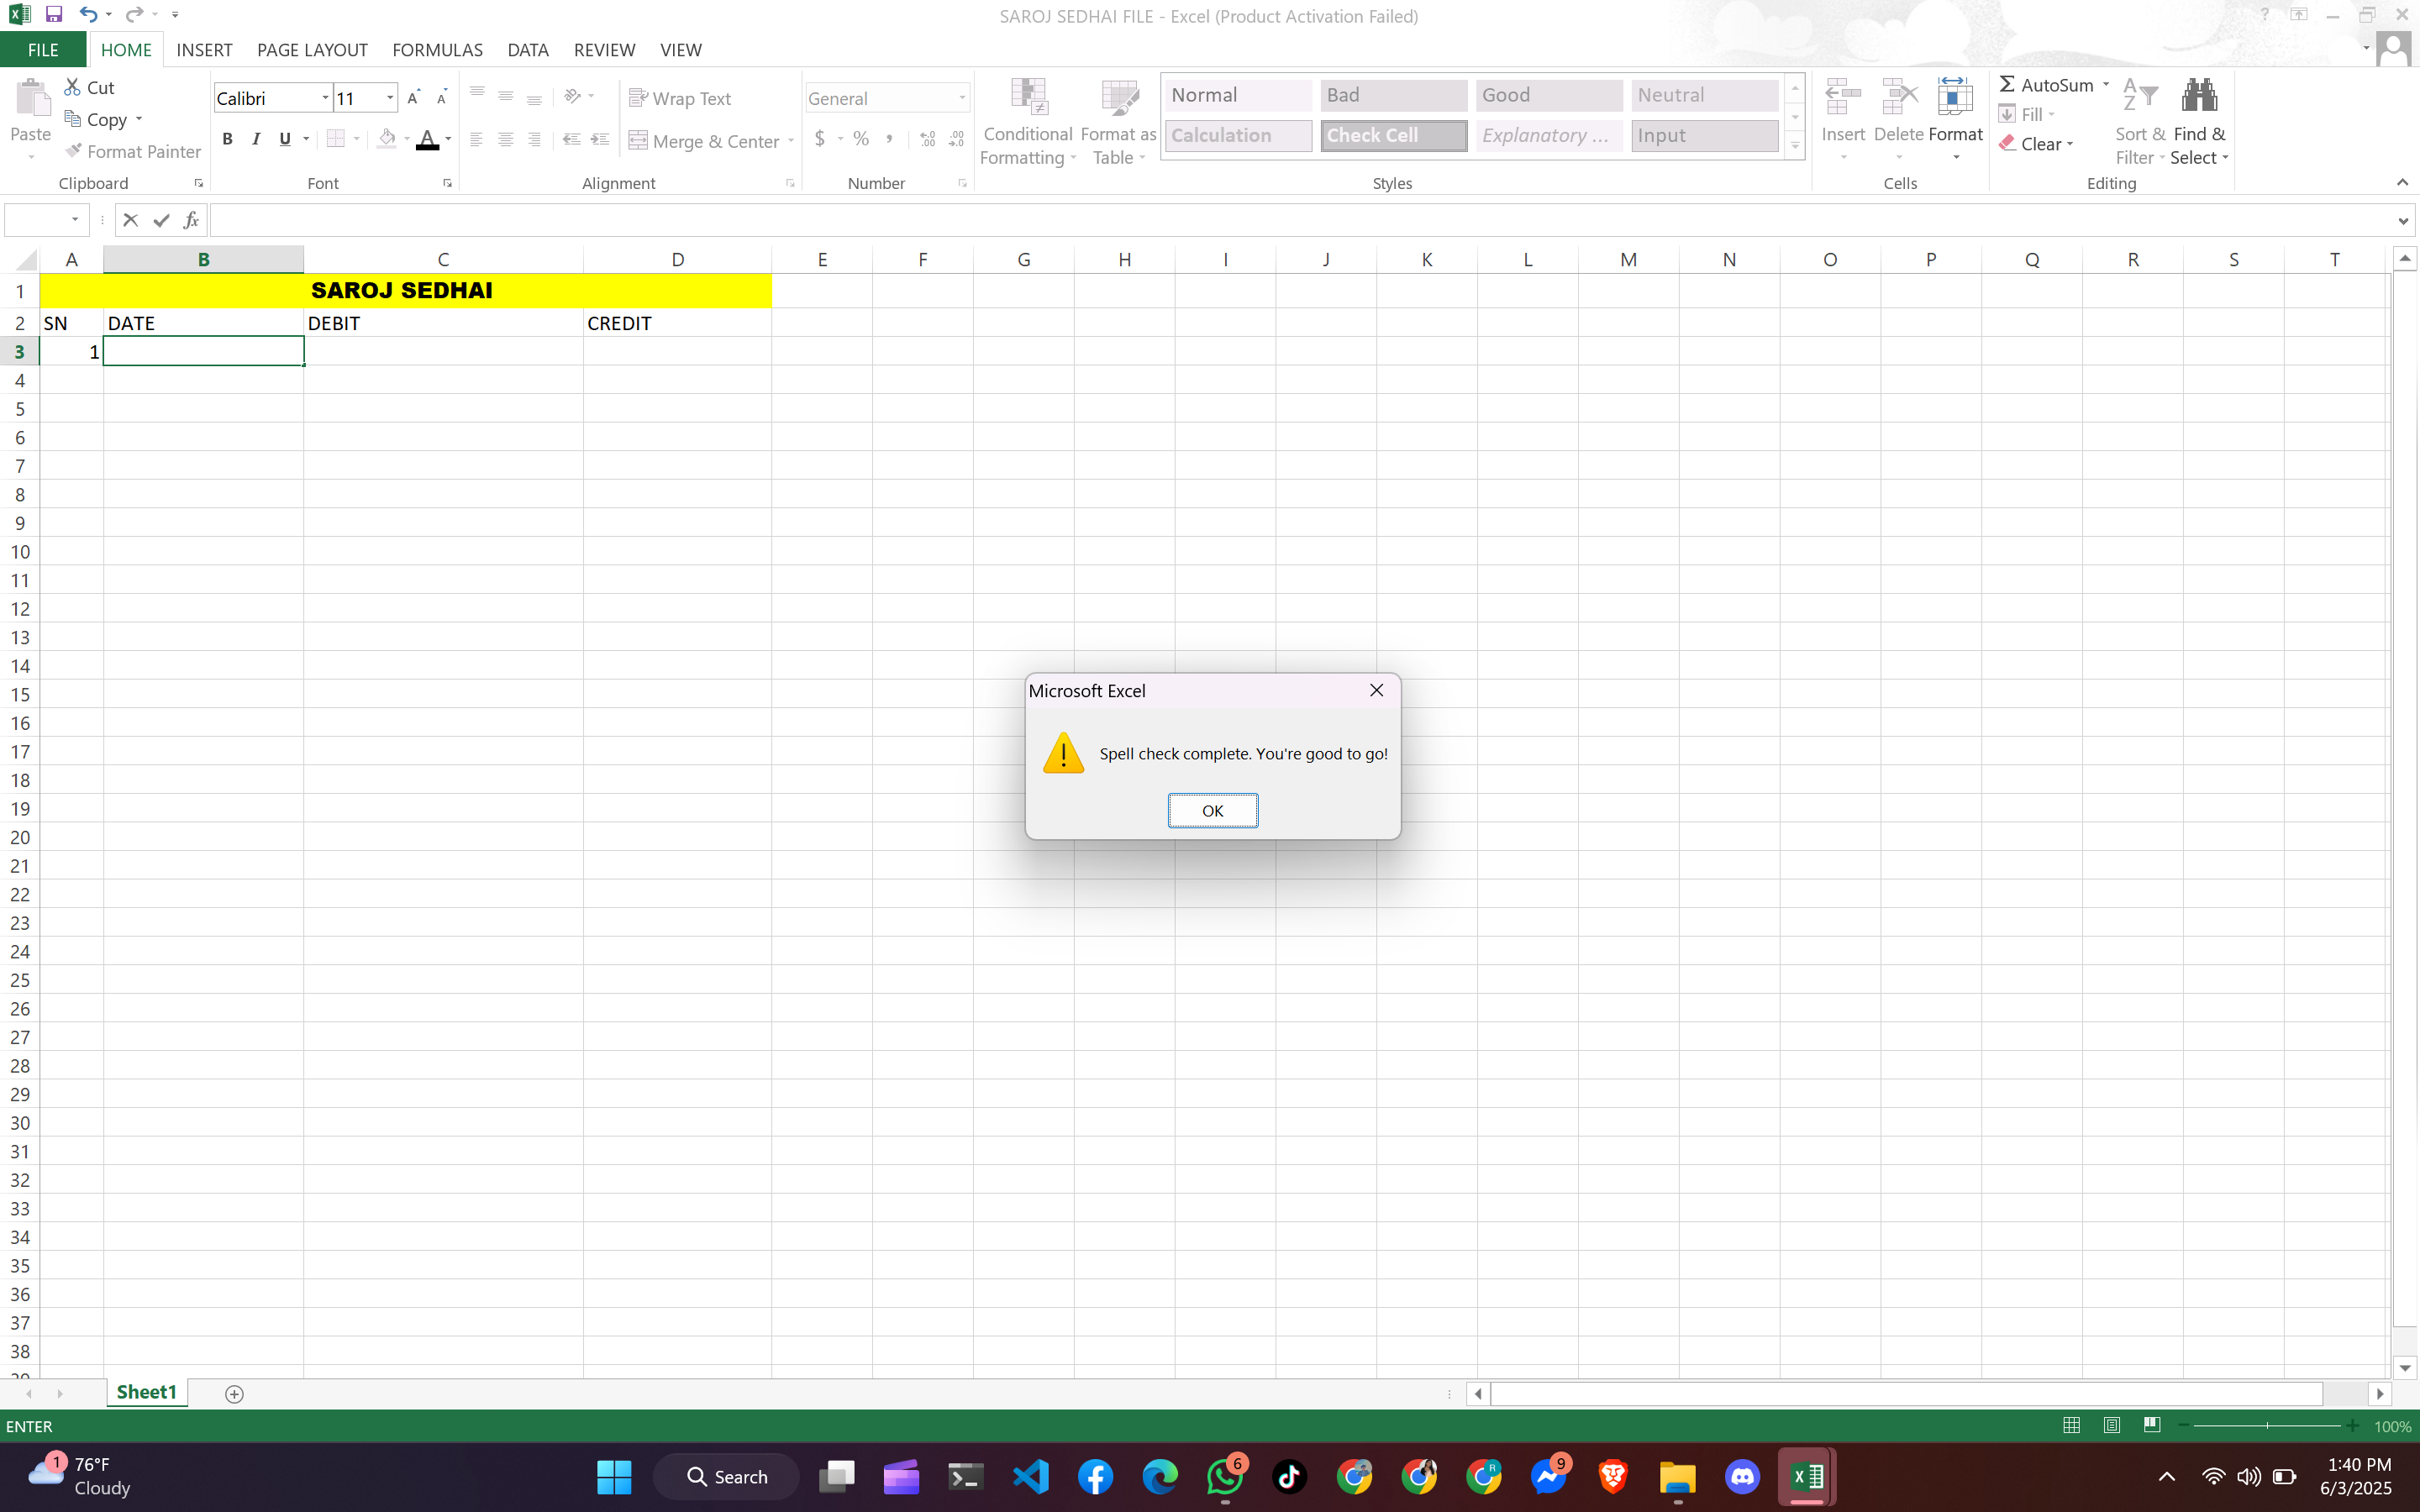 SAROJ SEDHAI FILE - Excel (Product Activation Failed)
FILE HOME INSERT PAGE LAYOUT FORMULAS DATA REVIEW VIEW
Paste Cut Copy Format Painter
Calibri 11
B I U A
Wrap Text
Merge & Center
General
$ % ,
Conditional Formatting Format as Table
Normal Bad Good Neutral
Calculation Check Cell Explanatory ... Input
Insert Delete Format
AutoSum
Fill
Clear
Sort & Filter Find & Select
Clipboard Font Alignment Number Styles Cells Editing
fx
A B C D E F G H I J K L M N O P Q R S T
1 SAROJ SEDHAI
2 SN DATE DEBIT CREDIT
3 1
4
5
6
7
8
9
10
11
12
13
14
15
16
17
18
19
20
21
22
23
24
25
26
27
28
29
30
31
32
33
34
35
36
37
38
Microsoft Excel
Spell check complete. You're good to go!
OK
Sheet1
ENTER
100%
1
76°F
Cloudy
Search
6
R
9
1:40 PM
6/3/2025